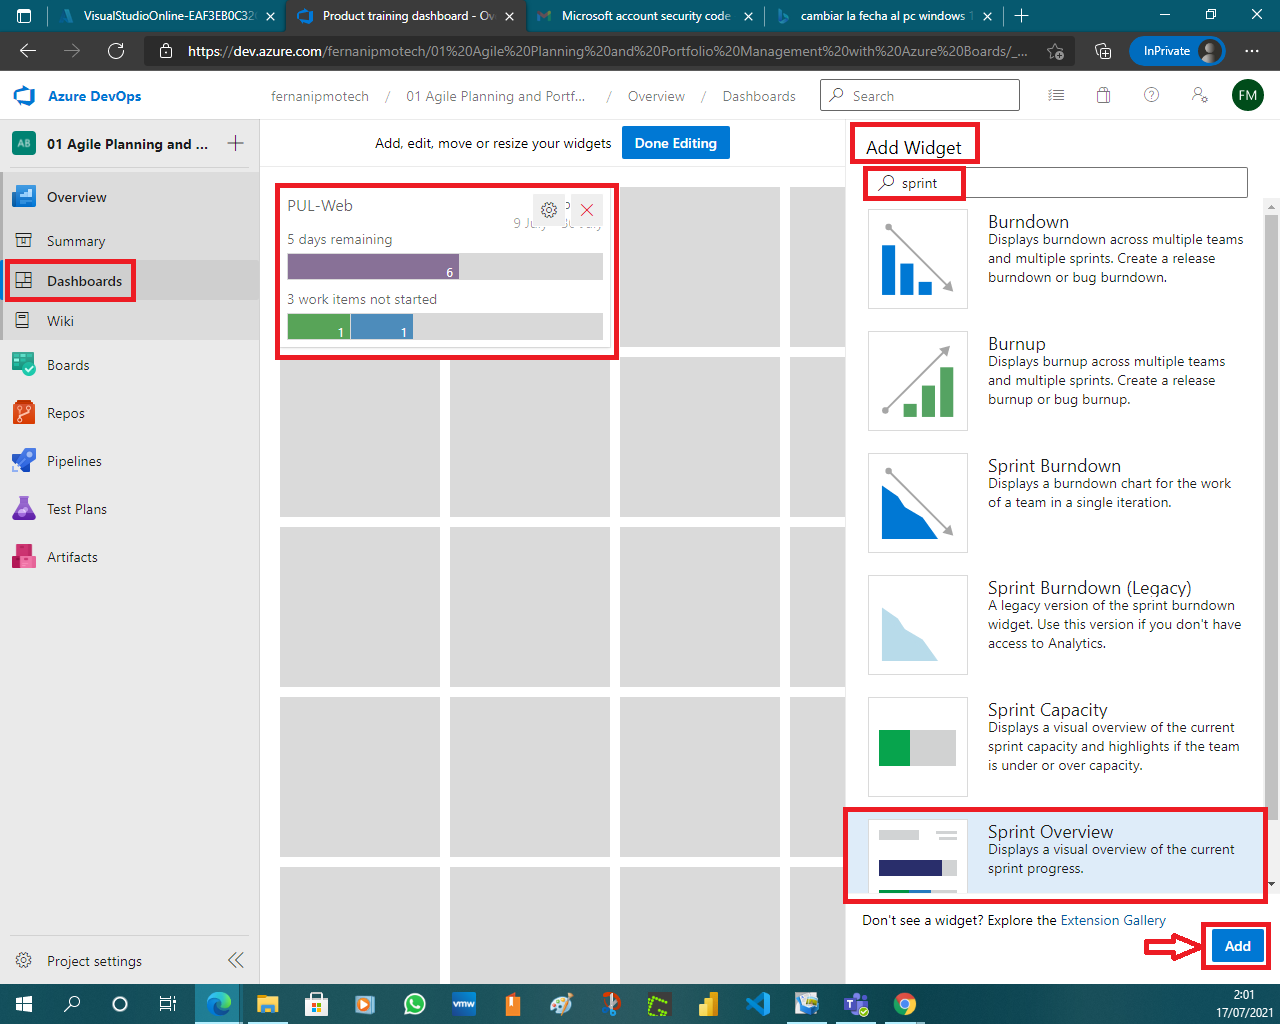 VisualStudioOnline-EAF3EB0C32
Product training dashboard - Ov
Microsoft account security code
cambiar la fecha al pc windows 1
https://dev.azure.com/fernanipmotech/01%20Agile%20Planning%20and%20Portfolio%20Management%20with%20Azure%20Boards/_...
InPrivate
Azure DevOps
fernanipmotech / 01 Agile Planning and Portf... / Overview / Dashboards
Search
FM
AB
01 Agile Planning and ...
Overview
Summary
Dashboards
Wiki
Boards
Repos
Pipelines
Test Plans
Artifacts
Project settings
Add, edit, move or resize your widgets
Done Editing
PUL-Web
9 July
30 July
5 days remaining
6
3 work items not started
1
1
Add Widget
sprint
Burndown
Displays burndown across multiple teams
and multiple sprints. Create a release
burndown or bug burndown.
Burnup
Displays burnup across multiple teams
and multiple sprints. Create a release
burnup or bug burnup.
Sprint Burndown
Displays a burndown chart for the work
of a team in a single iteration.
Sprint Burndown (Legacy)
A legacy version of the sprint burndown
widget. Use this version if you don't have
access to Analytics.
Sprint Capacity
Displays a visual overview of the current
sprint capacity and highlights if the team
is under or over capacity.
Sprint Overview
Displays a visual overview of the current
sprint progress.
Don't see a widget? Explore the Extension Gallery
Add
vmw
2:01
17/07/2021